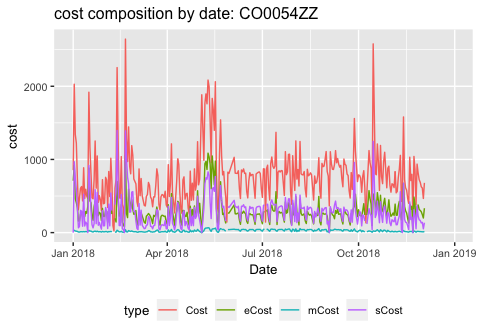 cost composition by date: CO0054ZZ
cost
2000
1000
0
Jan 2018 Apr 2018 Jul 2018 Oct 2018 Jan 2019
Date
type Cost eCost mCost sCost